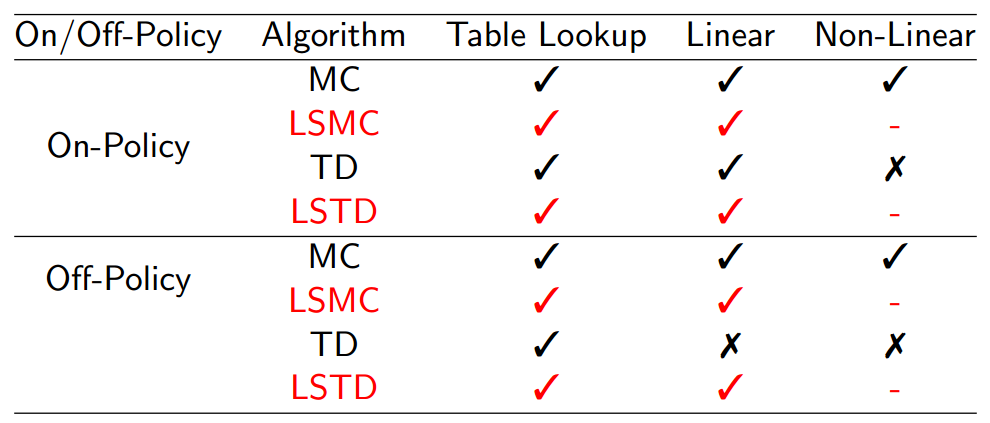 On/Off-Policy Algorithm Table Lookup Linear Non-Linear
MC ✓ ✓ ✓
LSMC ✓ ✓ -
On-Policy
TD ✓ ✓ ✗
LSTD ✓ ✓ -
MC ✓ ✓ ✓
Off-Policy
LSMC ✓ ✓ -
TD ✓ ✗ ✗
LSTD ✓ ✓ -